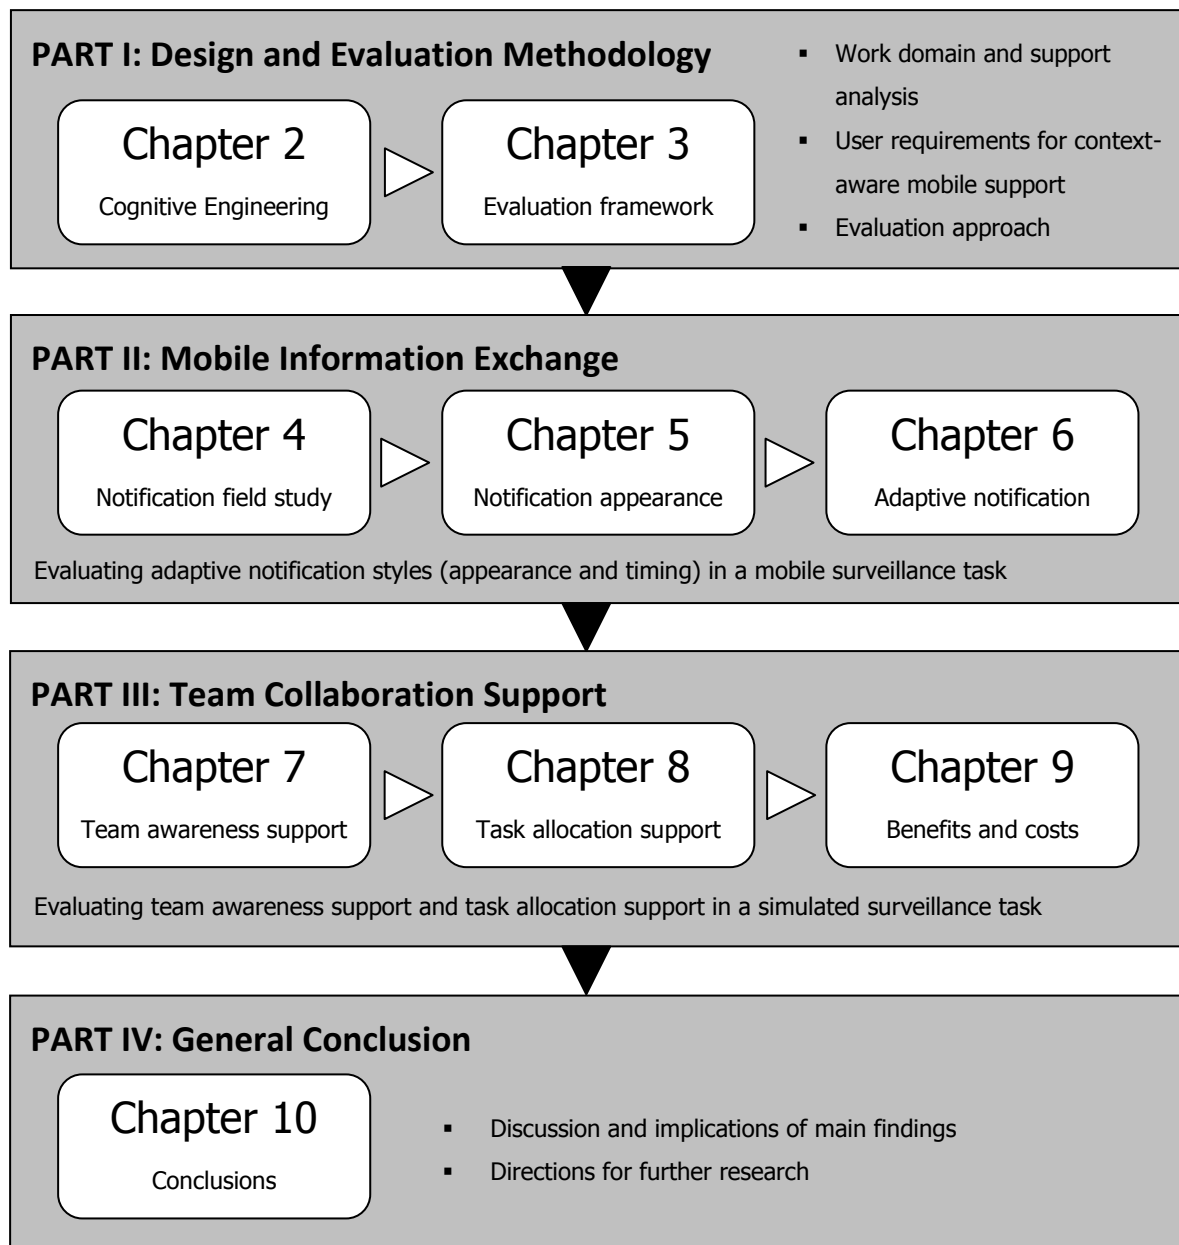 PART I: Design and Evaluation Methodology
Chapter 2
Cognitive Engineering
Chapter 3
Evaluation framework
▪ Work domain and support
analysis
▪ User requirements for context-
aware mobile support
▪ Evaluation approach
PART II: Mobile Information Exchange
Chapter 4
Notification field study
Chapter 5
Notification appearance
Chapter 6
Adaptive notification
Evaluating adaptive notification styles (appearance and timing) in a mobile surveillance task
PART III: Team Collaboration Support
Chapter 7
Team awareness support
Chapter 8
Task allocation support
Chapter 9
Benefits and costs
Evaluating team awareness support and task allocation support in a simulated surveillance task
PART IV: General Conclusion
Chapter 10
Conclusions
▪ Discussion and implications of main findings
▪ Directions for further research